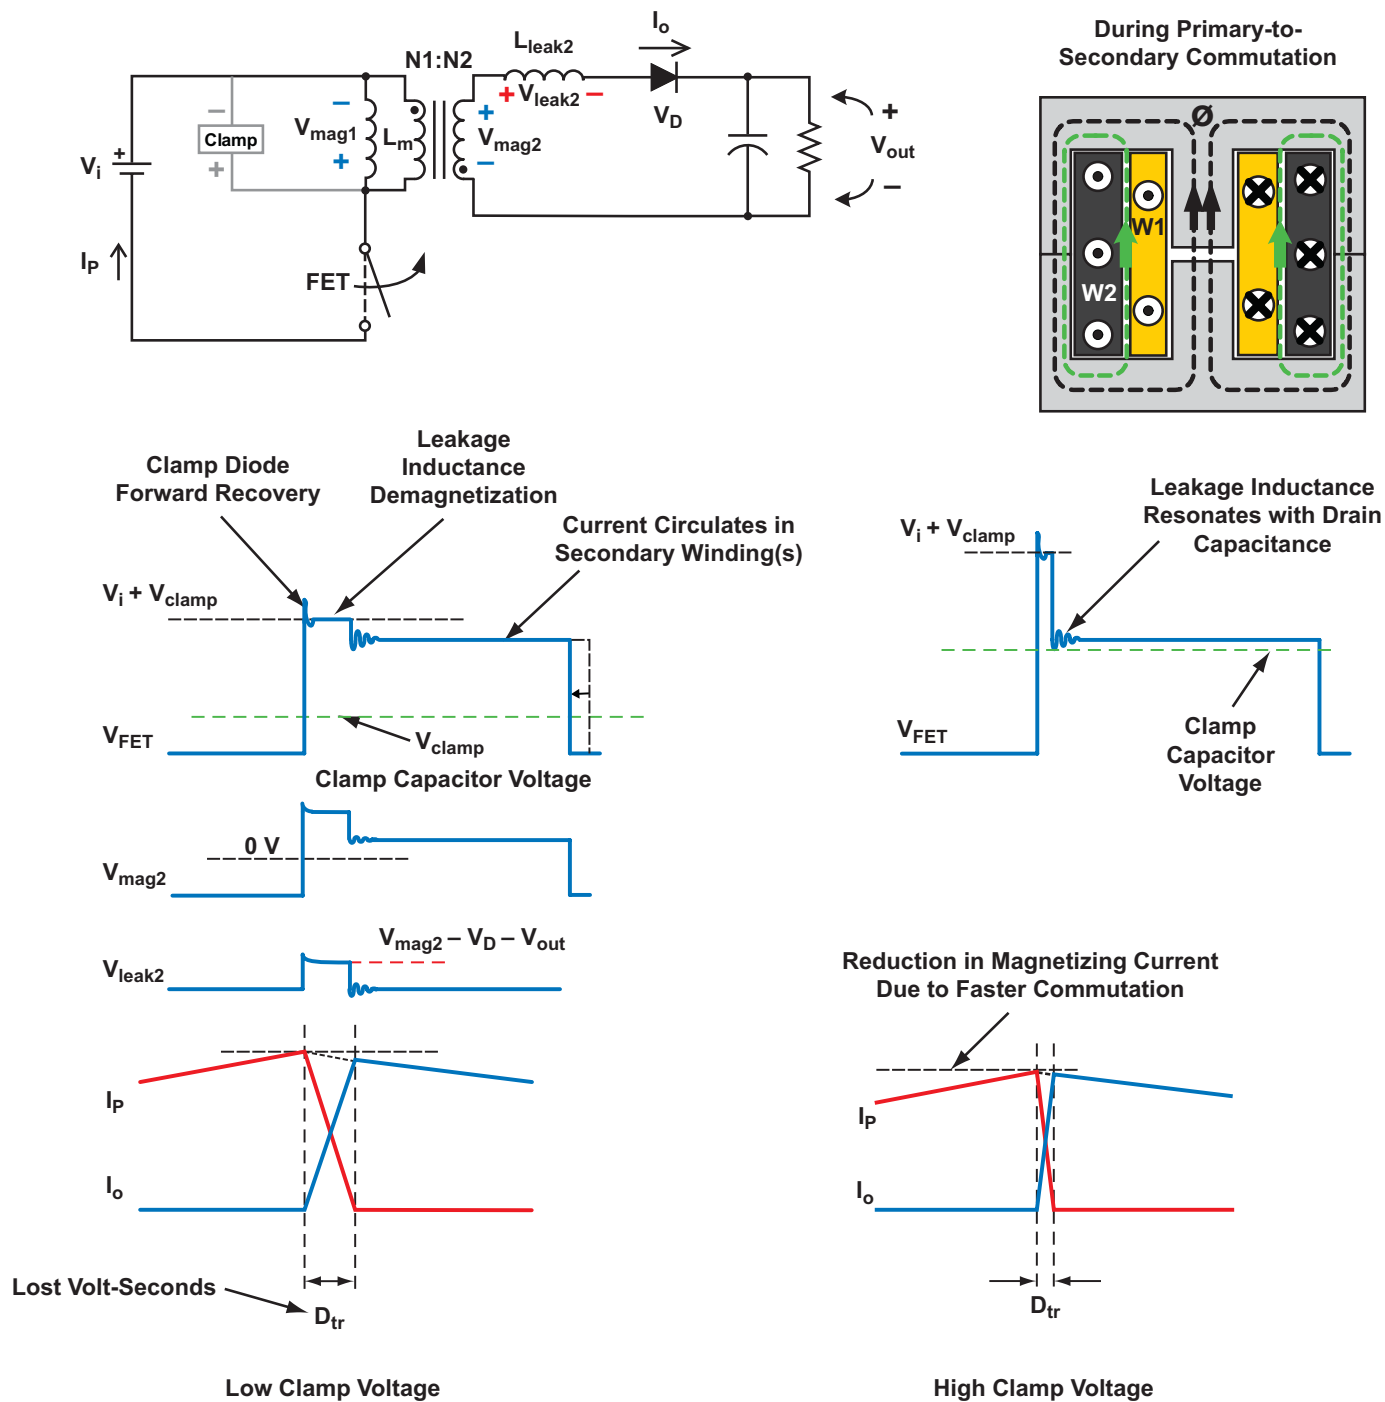 During Primary-to-
Secondary Commutation
Io
Lleak2
N1:N2
+ Vleak2 –
VD
–
Clamp
+
–
Vmag1
+
Lm
+
Vmag2
–
+
Vout
–
+
Vi
IP
FET
Ø
W1
W2
Clamp Diode
Forward Recovery
Leakage
Inductance
Demagnetization
Current Circulates in
Secondary Winding(s)
Vi + Vclamp
VFET
Vclamp
Clamp Capacitor Voltage
0 V
Vmag2
Vmag2 – VD – Vout
Vleak2
IP
Io
Lost Volt-Seconds
Dtr
Low Clamp Voltage
Leakage Inductance
Resonates with Drain
Capacitance
Vi + Vclamp
VFET
Clamp
Capacitor
Voltage
Reduction in Magnetizing Current
Due to Faster Commutation
IP
Io
Dtr
High Clamp Voltage